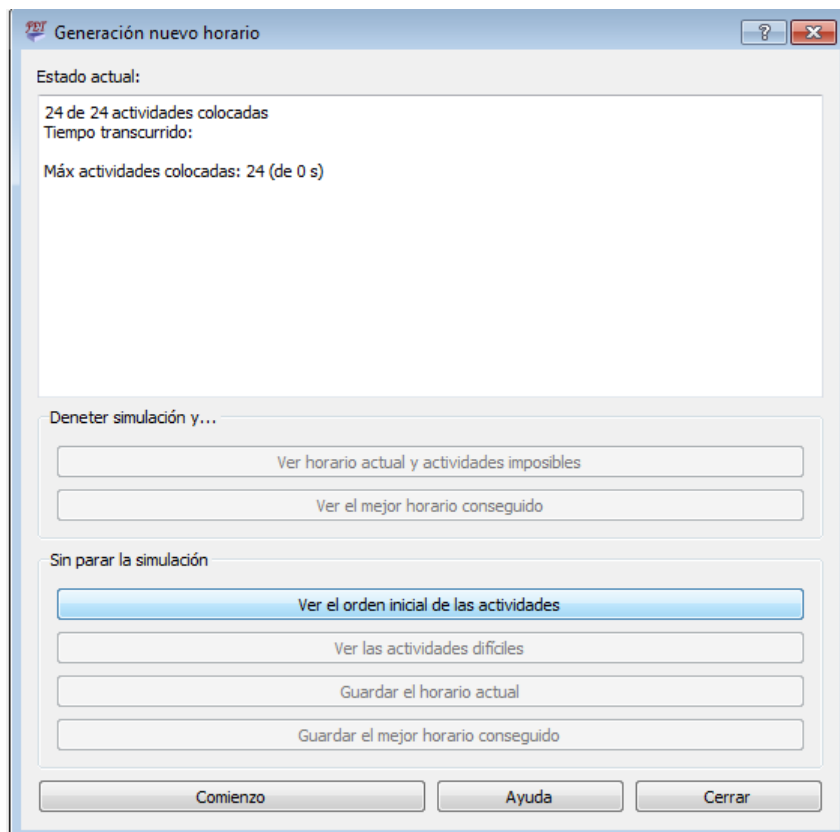 FET Generación nuevo horario
Estado actual:
24 de 24 actividades colocadas
Tiempo transcurrido:
Máx actividades colocadas: 24 (de 0 s)
Deneter simulación y...
Ver horario actual y actividades imposibles
Ver el mejor horario conseguido
Sin parar la simulación
Ver el orden inicial de las actividades
Ver las actividades difíciles
Guardar el horario actual
Guardar el mejor horario conseguido
Comienzo Ayuda Cerrar